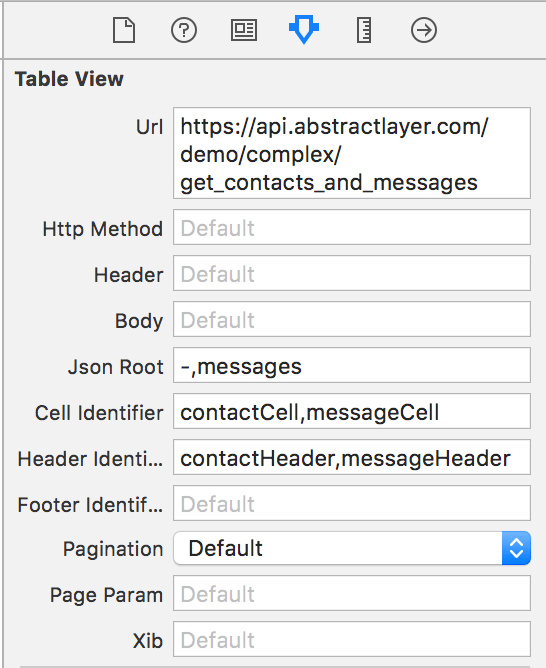 Table View
Url https://api.abstractlayer.com/
demo/complex/
get_contacts_and_messages
Http Method Default
Header Default
Body Default
Json Root -,messages
Cell Identifier contactCell,messageCell
Header Identi... contactHeader,messageHeader
Footer Identif... Default
Pagination Default
Page Param Default
Xib Default